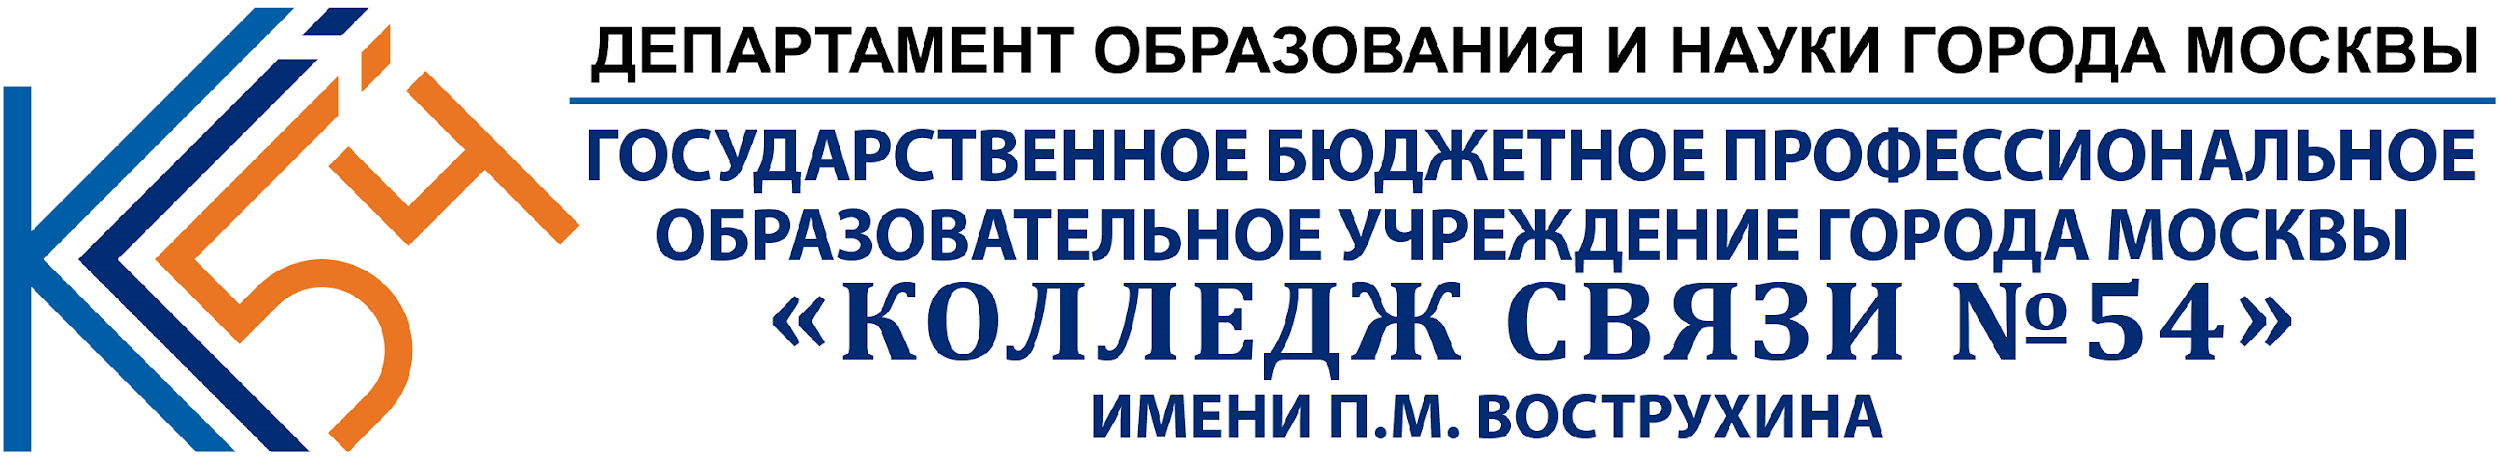 ДЕПАРТАМЕНТ ОБРАЗОВАНИЯ И НАУКИ ГОРОДА МОСКВЫ
ГОСУДАРСТВЕННОЕ БЮДЖЕТНОЕ ПРОФЕССИОНАЛЬНОЕ
ОБРАЗОВАТЕЛЬНОЕ УЧРЕЖДЕНИЕ ГОРОДА МОСКВЫ
«КОЛЛЕДЖ СВЯЗИ №54»
ИМЕНИ П.М. ВОСТРУХИНА